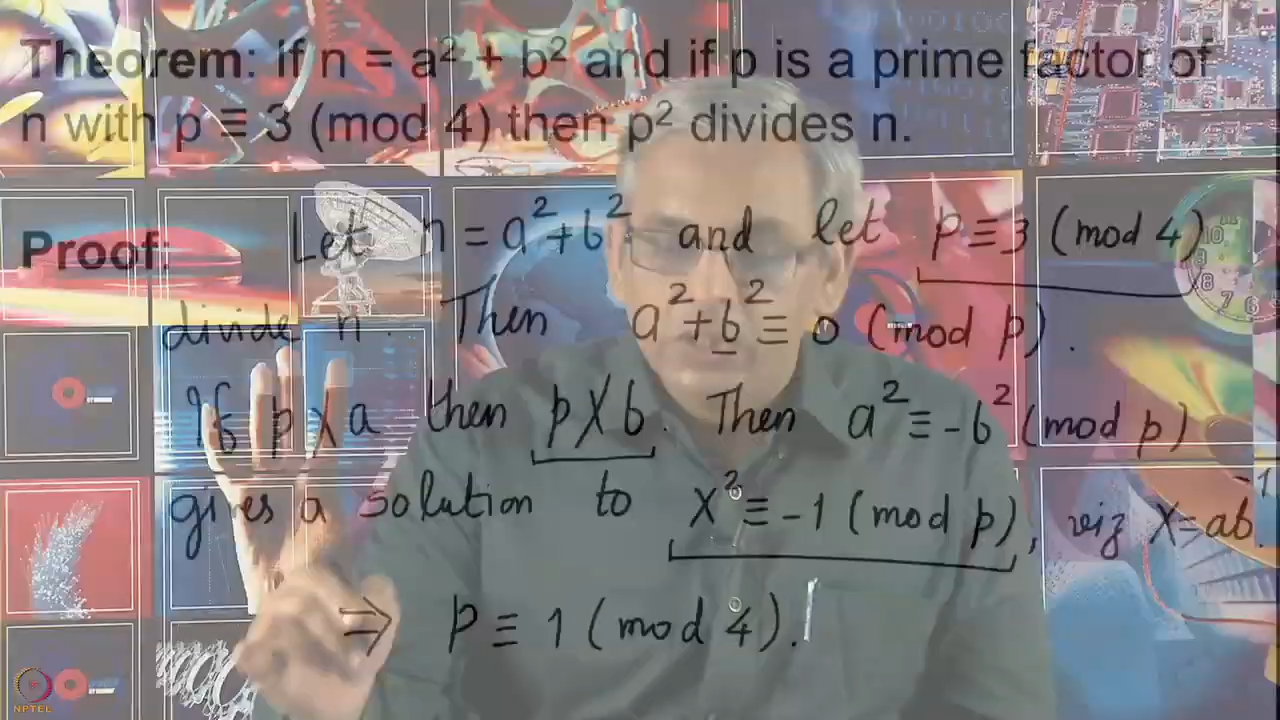 Theorem: if n = a² + b² and if p is a prime factor of
n with p ≡ 3 (mod 4) then p² divides n.
Proof: Let n = a²+b² and let p≡3 (mod 4)
divide n. Then a²+b² ≡ 0 (mod p).
If p∤a then p∤b. Then a² ≡ -b² (mod p)
gives a solution to X² ≡ -1 (mod p), viz X=ab⁻¹.
⇒ p ≡ 1 (mod 4).
NPTEL